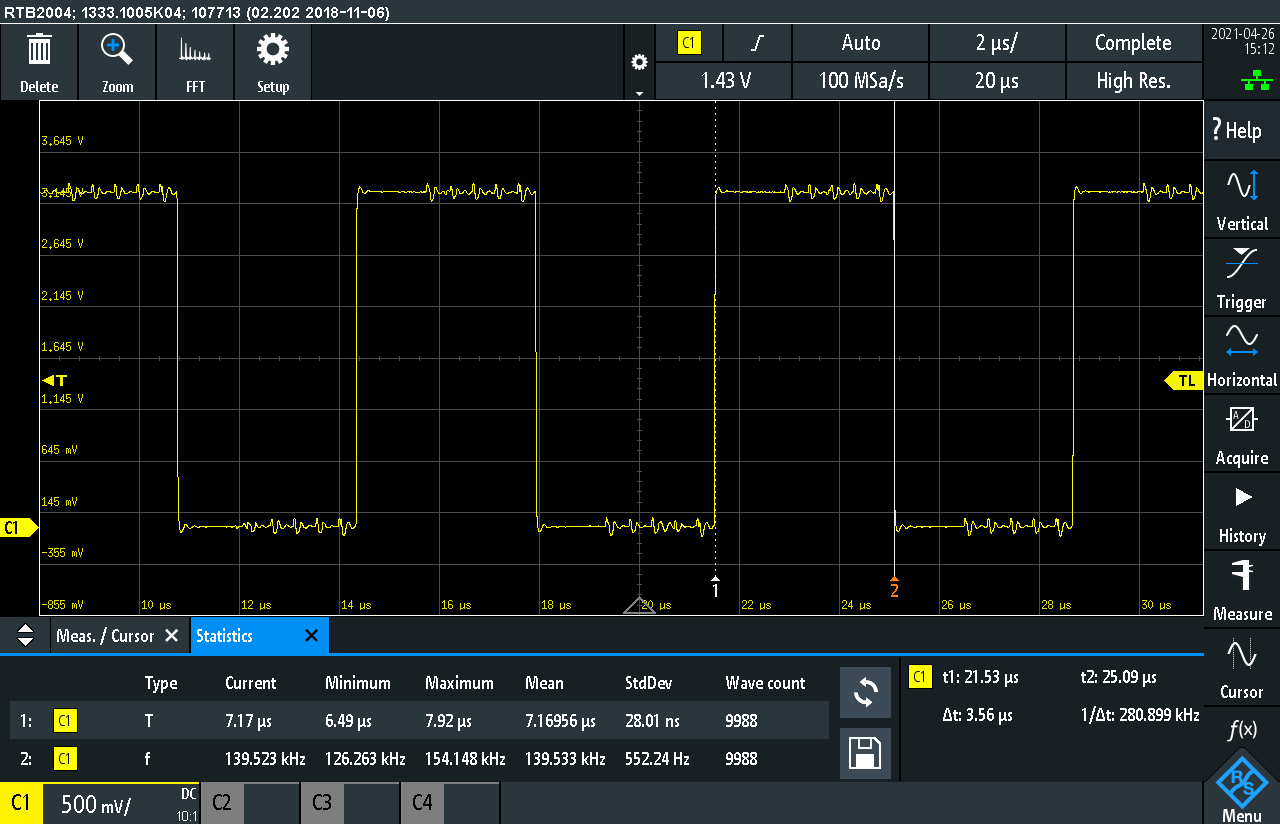 RTB2004; 1333.1005K04; 107713 (02.202 2018-11-06)
Delete
Zoom
FFT
Setup
C1
Auto
2 µs/
Complete
1.43 V
100 MSa/s
20 µs
High Res.
2021-04-26
15:12
? Help
Vertical
Trigger
Horizontal
A/D
Acquire
History
Measure
Cursor
f(x)
R&S
Menu
3.645 V
3.145 V
2.645 V
2.145 V
1.645 V
T
TL
1.145 V
645 mV
145 mV
C1
-355 mV
-855 mV
1
2
10 µs
12 µs
14 µs
16 µs
18 µs
20 µs
22 µs
24 µs
26 µs
28 µs
30 µs
Meas. / Cursor
Statistics
Type Current Minimum Maximum Mean StdDev Wave count
1: C1 T 7.17 µs 6.49 µs 7.92 µs 7.16956 µs 28.01 ns 9988
2: C1 f 139.523 kHz 126.263 kHz 154.148 kHz 139.533 kHz 552.24 Hz 9988
C1 t1: 21.53 µs t2: 25.09 µs
Δt: 3.56 µs 1/Δt: 280.899 kHz
C1 500 mV/ DC 10:1
C2
C3
C4